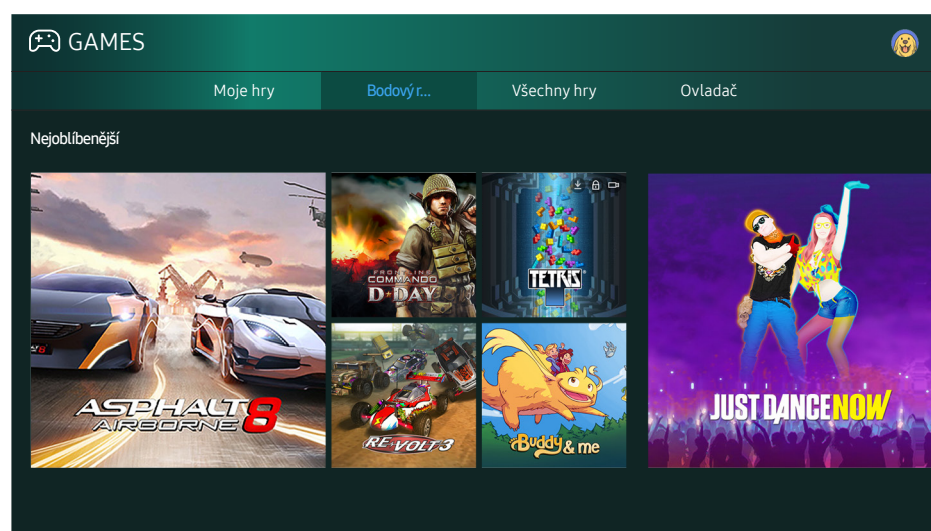 GAMES
Moje hry
Bodový r...
Všechny hry
Ovladač
Nejoblíbenější
ASPHALT 8
AIRBORNE
FRONTLINE
COMMANDO
D-DAY
TETRIS
RE-VOLT 3
Buddy & me
JUST DANCE NOW